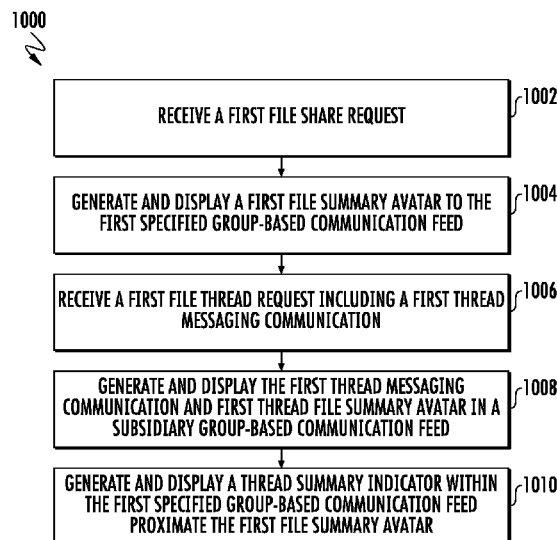 1000
RECEIVE A FIRST FILE SHARE REQUEST
1002
GENERATE AND DISPLAY A FIRST FILE SUMMARY AVATAR TO THE
FIRST SPECIFIED GROUP-BASED COMMUNICATION FEED
1004
RECEIVE A FIRST FILE THREAD REQUEST INCLUDING A FIRST THREAD
MESSAGING COMMUNICATION
1006
GENERATE AND DISPLAY THE FIRST THREAD MESSAGING
COMMUNICATION AND FIRST THREAD FILE SUMMARY AVATAR IN A
SUBSIDIARY GROUP-BASED COMMUNICATION FEED
1008
GENERATE AND DISPLAY A THREAD SUMMARY INDICATOR WITHIN
THE FIRST SPECIFIED GROUP-BASED COMMUNICATION FEED
PROXIMATE THE FIRST FILE SUMMARY AVATAR
1010